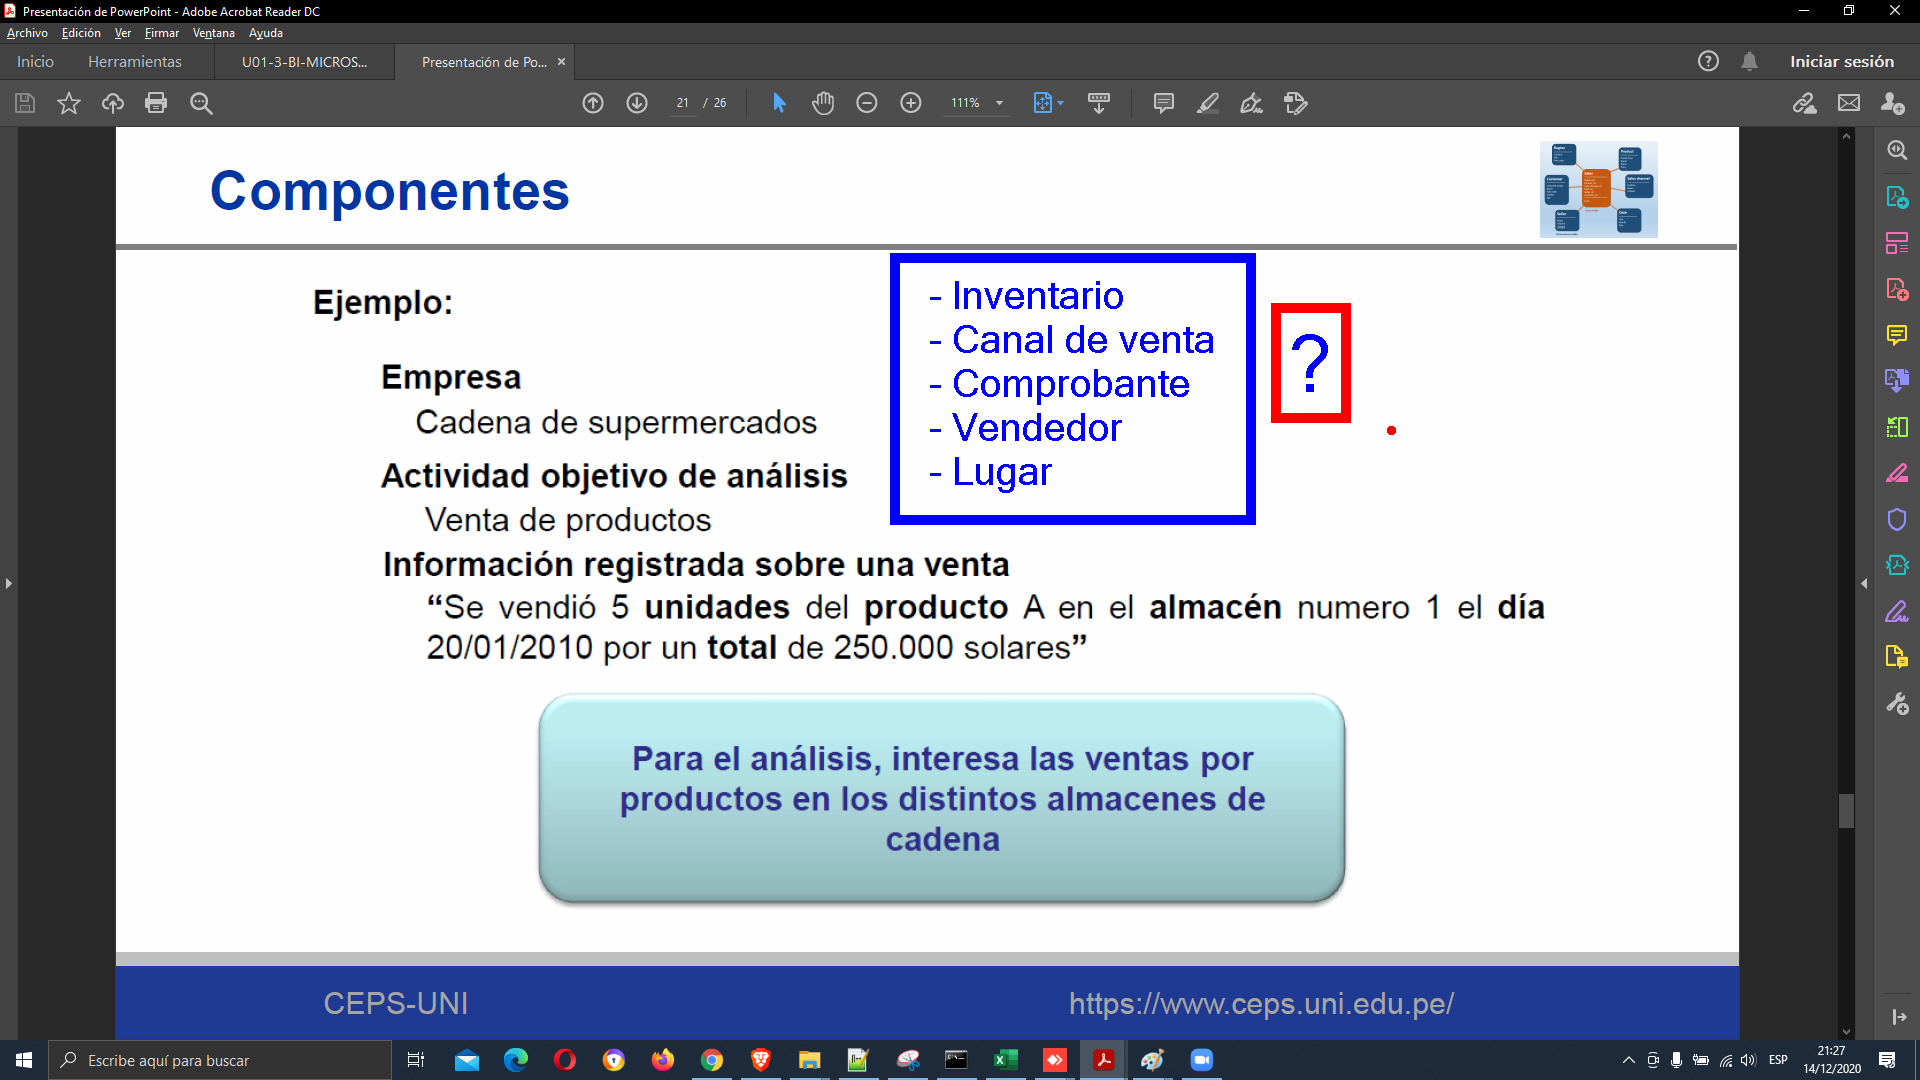 Presentación de PowerPoint - Adobe Acrobat Reader DC
Archivo Edición Ver Firmar Ventana Ayuda
Inicio Herramientas U01-3-BI-MICROS... Presentación de Po... × Iniciar sesión
21 / 26 111%
Componentes
Ejemplo:
- Inventario
- Canal de venta
- Comprobante
- Vendedor
- Lugar
?
Empresa
Cadena de supermercados
Actividad objetivo de análisis
Venta de productos
Información registrada sobre una venta
“Se vendió 5 unidades del producto A en el almacén numero 1 el día
20/01/2010 por un total de 250.000 solares”
Para el análisis, interesa las ventas por
productos en los distintos almacenes de
cadena
CEPS-UNI https://www.ceps.uni.edu.pe/
Escribe aquí para buscar
ESP
21:27
14/12/2020